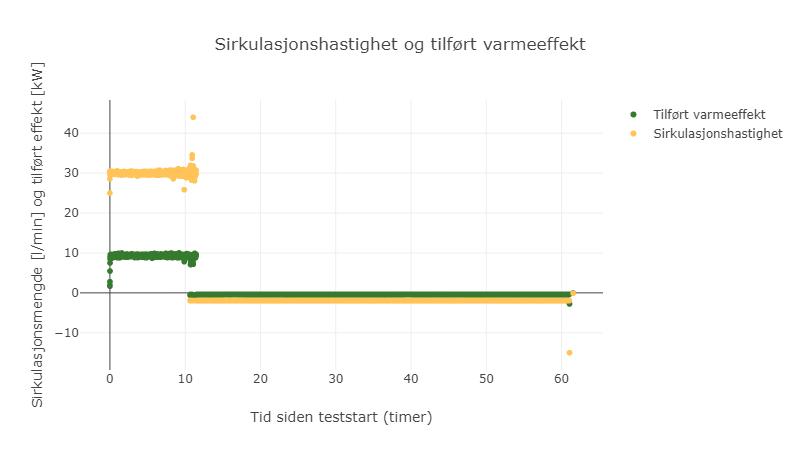 Sirkulasjonshastighet og tilført varmeeffekt
Sirkulasjonsmengde [l/min] og tilført effekt [kW]
40
30
20
10
0
−10
0
10
20
30
40
50
60
Tid siden teststart (timer)
Tilført varmeeffekt
Sirkulasjonshastighet